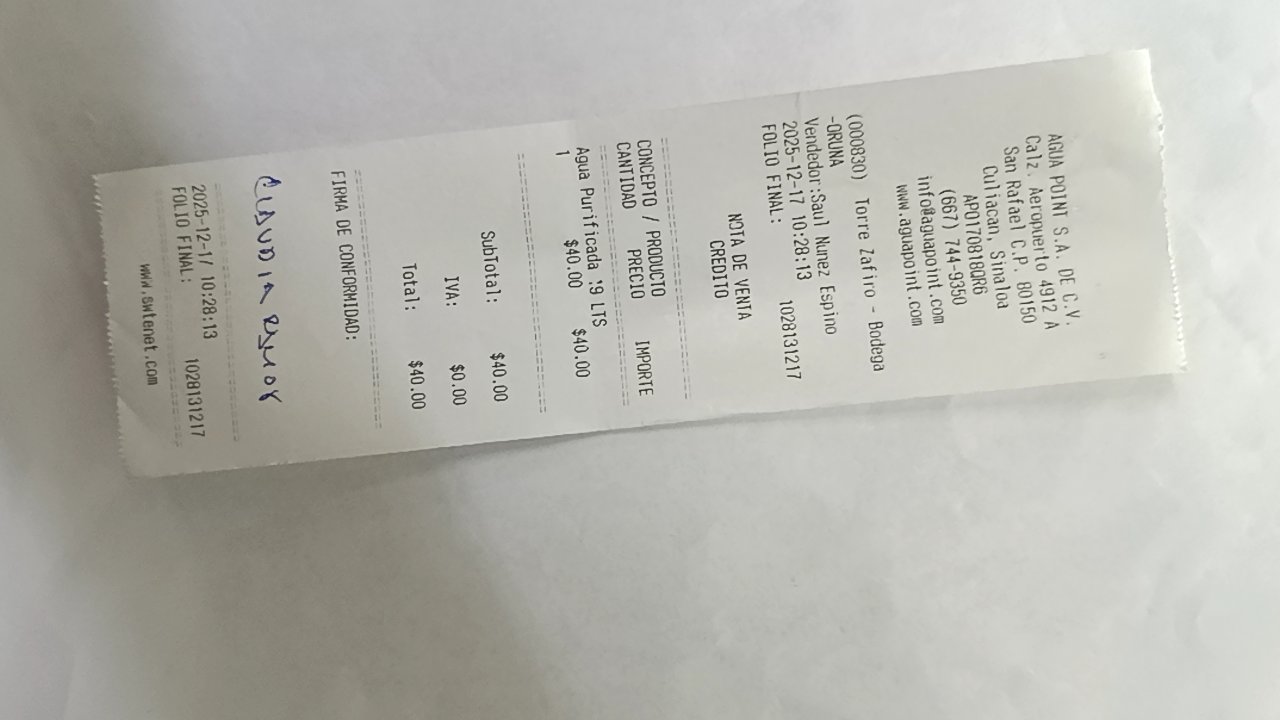 AGUA POINT S.A. DE C.V.
Calz. Aeropuerto 4912 A
San Rafael C.P. 80150
Culiacan, Sinaloa
APO170818QR6
(667) 744-9350
info@aguapoint.com
www.aguapoint.com
(000830) Torre Zafiro - Bodega
-ORUNA
Vendedor:Saul Nunez Espino
2025-12-17 10:28:13
FOLIO FINAL: 1028131217
NOTA DE VENTA
CREDITO
CONCEPTO / PRODUCTO
CANTIDAD PRECIO IMPORTE
Agua Purificada 19 LTS
1 $40.00 $40.00
SubTotal: $40.00
IVA: $0.00
Total: $40.00
FIRMA DE CONFORMIDAD:
CLAUDIA
2025-12-17 10:28:13
FOLIO FINAL: 1028131217
www.swtenet.com